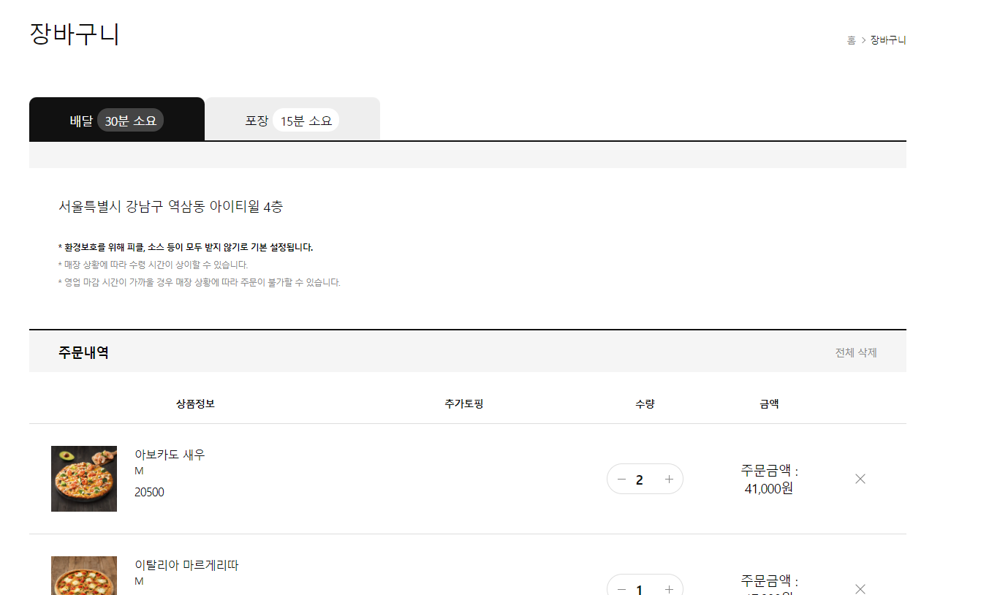 장바구니
홈 > 장바구니
배달 30분 소요
포장 15분 소요
서울특별시 강남구 역삼동 아이티윌 4층
* 환경보호를 위해 피클, 소스 등이 모두 받지 않기로 기본 설정됩니다.
* 매장 상황에 따라 수령 시간이 상이할 수 있습니다.
* 영업 마감 시간이 가까울 경우 매장 상황에 따라 주문이 불가할 수 있습니다.
주문내역
전체 삭제
상품정보 추가토핑 수량 금액
아보카도 새우
M
20500
2
주문금액 :
41,000원
이탈리아 마르게리따
M
1
주문금액 :